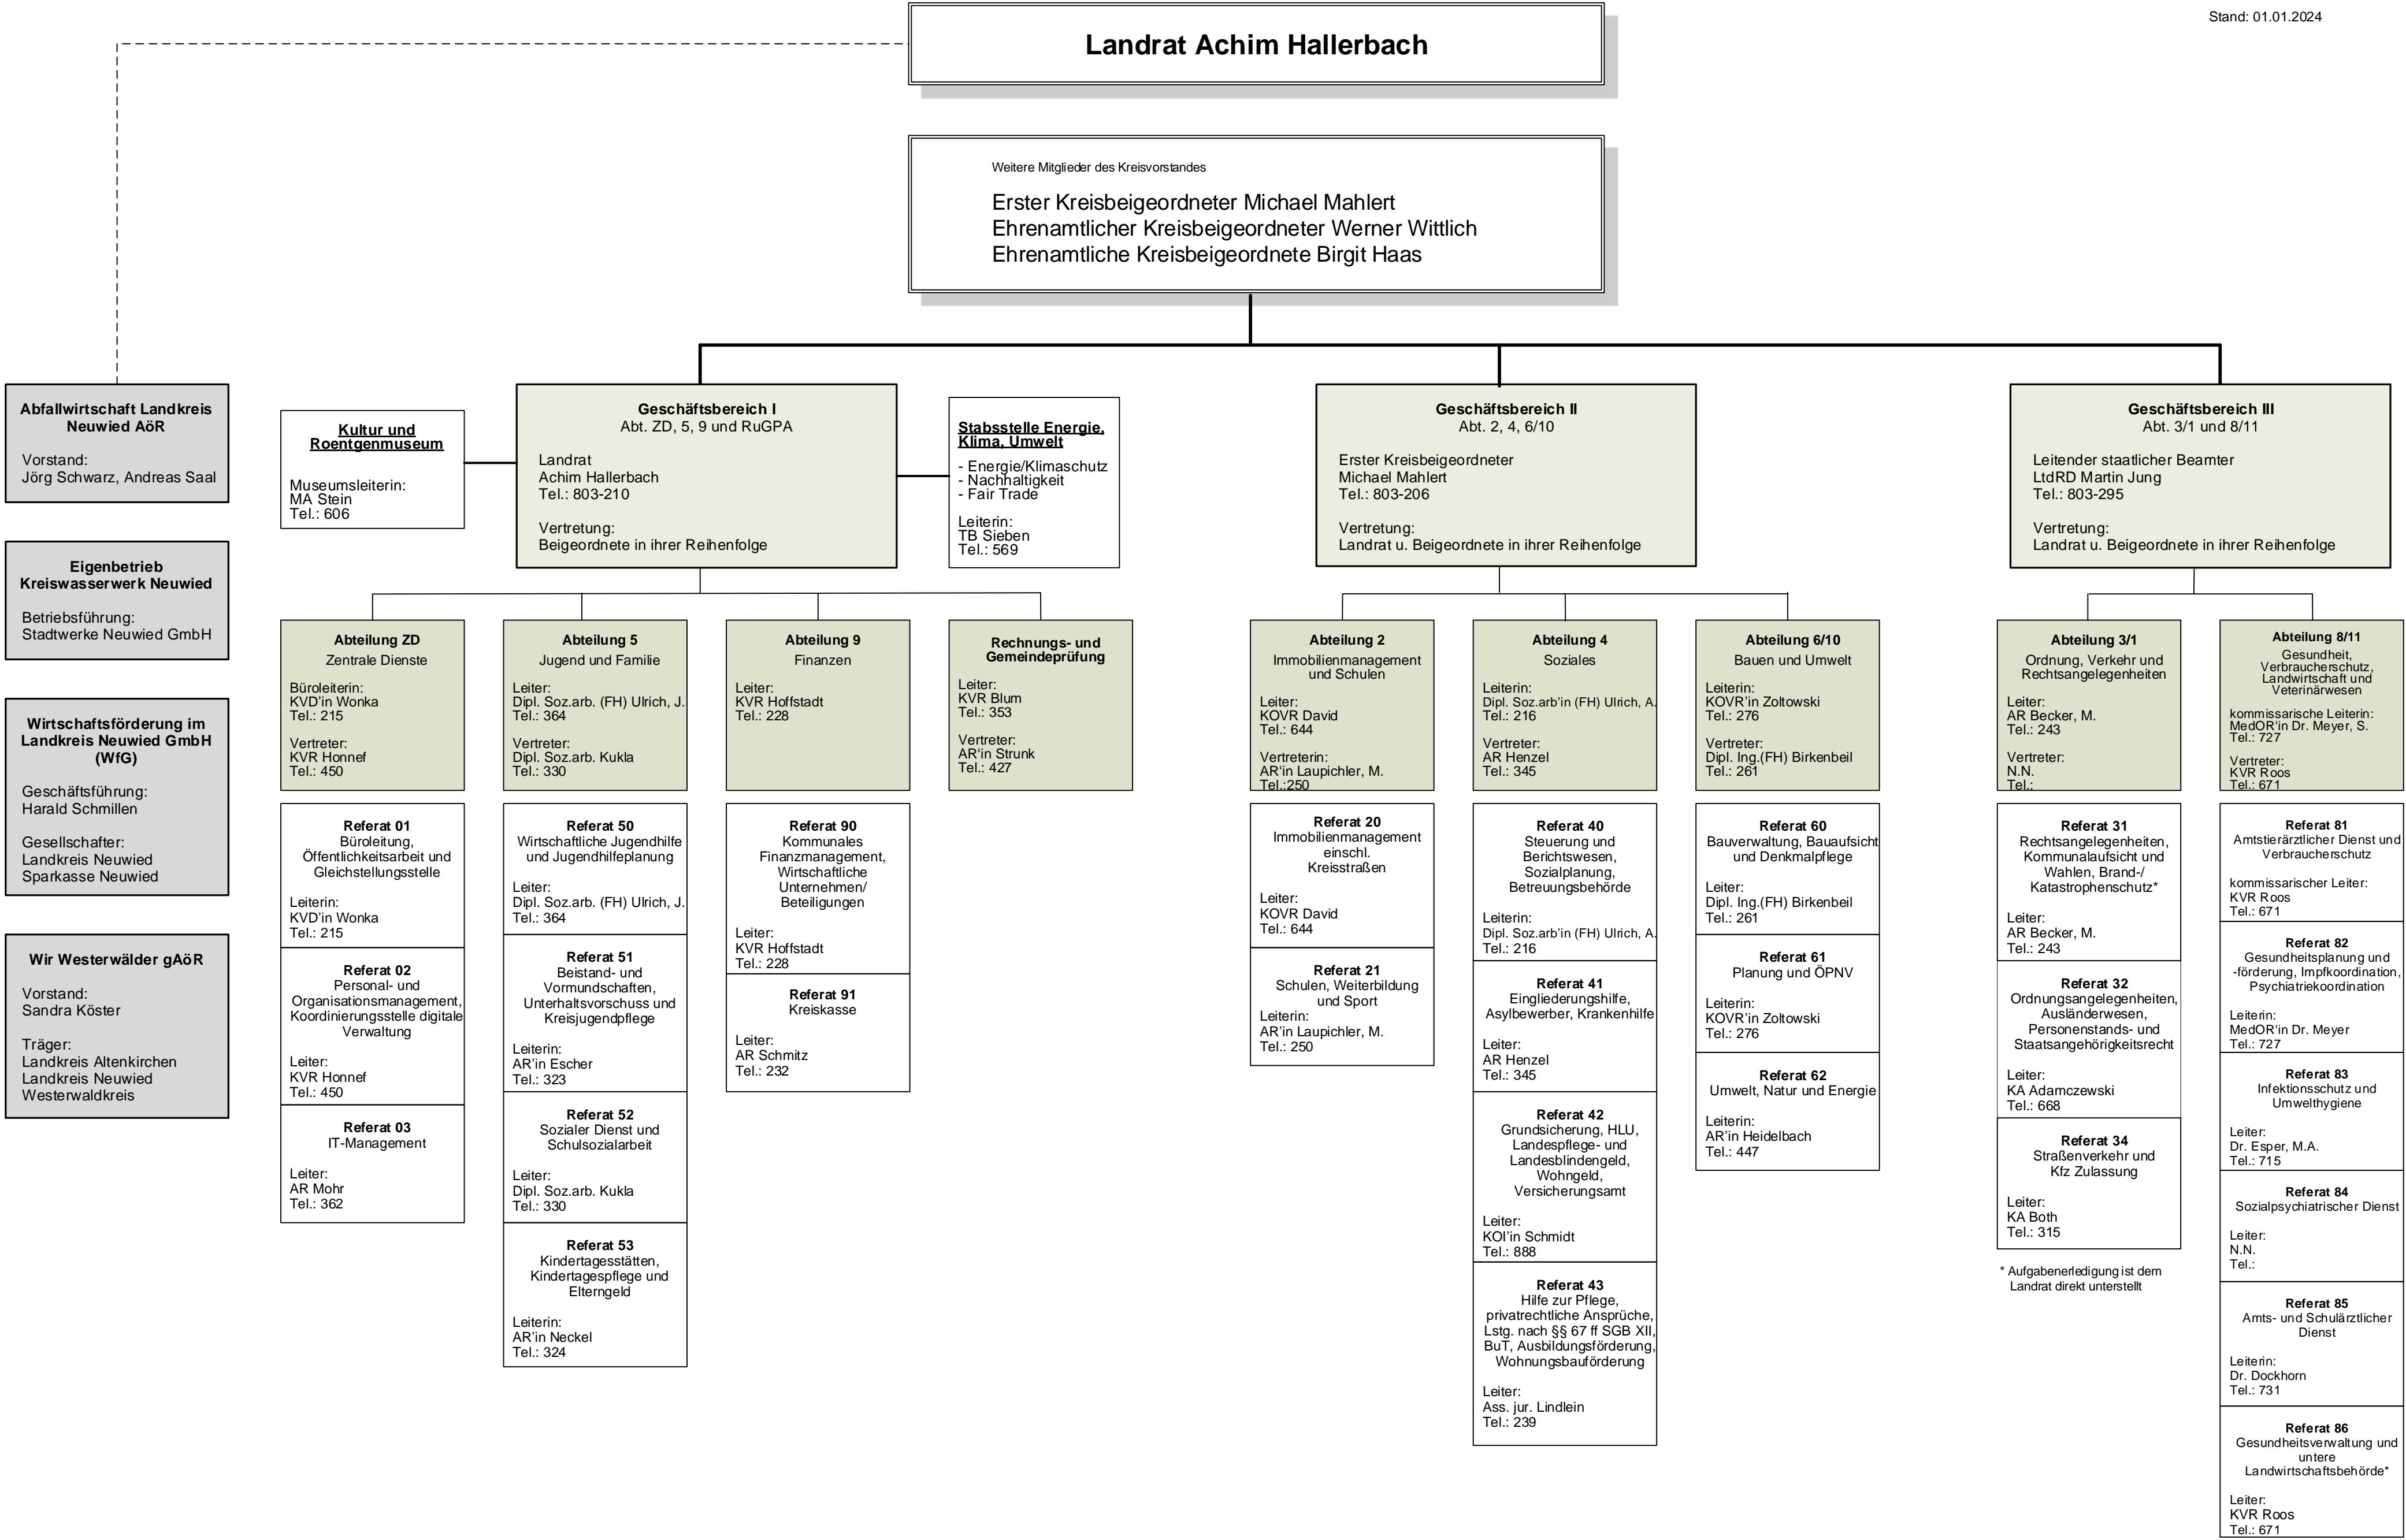 Stand: 01.01.2024
Landrat Achim Hallerbach
Weitere Mitglieder des Kreisvorstandes
Erster Kreisbeigeordneter Michael Mahlert
Ehrenamtlicher Kreisbeigeordneter Werner Wittlich
Ehrenamtliche Kreisbeigeordnete Birgit Haas
Abfallwirtschaft Landkreis
Neuwied AöR
Vorstand:
Jörg Schwarz, Andreas Saal
Eigenbetrieb
Kreiswasserwerk Neuwied
Betriebsführung:
Stadtwerke Neuwied GmbH
Wirtschaftsförderung im
Landkreis Neuwied GmbH
(WfG)
Geschäftsführung:
Harald Schmillen
Gesellschafter:
Landkreis Neuwied
Sparkasse Neuwied
Wir Westerwälder gAöR
Vorstand:
Sandra Köster
Träger:
Landkreis Altenkirchen
Landkreis Neuwied
Westerwaldkreis
Kultur und
Roentgenmuseum
Museumsleiterin:
MA Stein
Tel.: 606
Geschäftsbereich I
Abt. ZD, 5, 9 und RuGPA
Landrat
Achim Hallerbach
Tel.: 803-210
Vertretung:
Beigeordnete in ihrer Reihenfolge
Stabsstelle Energie,
Klima, Umwelt
- Energie/Klimaschutz
- Nachhaltigkeit
- Fair Trade
Leiterin:
TB Sieben
Tel.: 569
Geschäftsbereich II
Abt. 2, 4, 6/10
Erster Kreisbeigeordneter
Michael Mahlert
Tel.: 803-206
Vertretung:
Landrat u. Beigeordnete in ihrer Reihenfolge
Geschäftsbereich III
Abt. 3/1 und 8/11
Leitender staatlicher Beamter
LtdRD Martin Jung
Tel.: 803-295
Vertretung:
Landrat u. Beigeordnete in ihrer Reihenfolge
Abteilung ZD
Zentrale Dienste
Büroleiterin:
KVD'in Wonka
Tel.: 215
Vertreter:
KVR Honnef
Tel.: 450
Referat 01
Büroleitung,
Öffentlichkeitsarbeit und
Gleichstellungsstelle
Leiterin:
KVD'in Wonka
Tel.: 215
Referat 02
Personal- und
Organisationsmanagement,
Koordinierungsstelle digitale
Verwaltung
Leiter:
KVR Honnef
Tel.: 450
Referat 03
IT-Management
Leiter:
AR Mohr
Tel.: 362
Abteilung 5
Jugend und Familie
Leiter:
Dipl. Soz.arb. (FH) Ulrich, J.
Tel.: 364
Vertreter:
Dipl. Soz.arb. Kukla
Tel.: 330
Referat 50
Wirtschaftliche Jugendhilfe
und Jugendhilfeplanung
Leiter:
Dipl. Soz.arb. (FH) Ulrich, J.
Tel.: 364
Referat 51
Beistand- und
Vormundschaften,
Unterhaltsvorschuss und
Kreisjugendpflege
Leiterin:
AR'in Escher
Tel.: 323
Referat 52
Sozialer Dienst und
Schulsozialarbeit
Leiter:
Dipl. Soz.arb. Kukla
Tel.: 330
Referat 53
Kindertagesstätten,
Kindertagespflege und
Elterngeld
Leiterin:
AR'in Neckel
Tel.: 324
Abteilung 9
Finanzen
Leiter:
KVR Hoffstadt
Tel.: 228
Referat 90
Kommunales
Finanzmanagement,
Wirtschaftliche
Unternehmen/
Beteiligungen
Leiter:
KVR Hoffstadt
Tel.: 228
Referat 91
Kreiskasse
Leiter:
AR Schmitz
Tel.: 232
Rechnungs- und
Gemeindeprüfung
Leiter:
KVR Blum
Tel.: 353
Vertreter:
AR'in Strunk
Tel.: 427
Abteilung 2
Immobilienmanagement
und Schulen
Leiter:
KOVR David
Tel.: 644
Vertreterin:
AR'in Laupichler, M.
Tel.:250
Referat 20
Immobilienmanagement
einschl.
Kreisstraßen
Leiter:
KOVR David
Tel.: 644
Referat 21
Schulen, Weiterbildung
und Sport
Leiterin:
AR'in Laupichler, M.
Tel.: 250
Abteilung 4
Soziales
Leiterin:
Dipl. Soz.arb'in (FH) Ulrich, A.
Tel.: 216
Vertreter:
AR Henzel
Tel.: 345
Referat 40
Steuerung und
Berichtswesen,
Sozialplanung,
Betreuungsbehörde
Leiterin:
Dipl. Soz.arb'in (FH) Ulrich, A.
Tel.: 216
Referat 41
Eingliederungshilfe,
Asylbewerber, Krankenhilfe
Leiter:
AR Henzel
Tel.: 345
Referat 42
Grundsicherung, HLU,
Landespflege- und
Landesblindengeld,
Wohngeld,
Versicherungsamt
Leiter:
KOI'in Schmidt
Tel.: 888
Referat 43
Hilfe zur Pflege,
privatrechtliche Ansprüche,
Lstg. nach §§ 67 ff SGB XII,
BuT, Ausbildungsförderung,
Wohnungsbauförderung
Leiter:
Ass. jur. Lindlein
Tel.: 239
Abteilung 6/10
Bauen und Umwelt
Leiterin:
KOVR'in Zoltowski
Tel.: 276
Vertreter:
Dipl. Ing.(FH) Birkenbeil
Tel.: 261
Referat 60
Bauverwaltung, Bauaufsicht
und Denkmalpflege
Leiter:
Dipl. Ing.(FH) Birkenbeil
Tel.: 261
Referat 61
Planung und ÖPNV
Leiterin:
KOVR'in Zoltowski
Tel.: 276
Referat 62
Umwelt, Natur und Energie
Leiterin:
AR'in Heidelbach
Tel.: 447
Abteilung 3/1
Ordnung, Verkehr und
Rechtsangelegenheiten
Leiter:
AR Becker, M.
Tel.: 243
Vertreter:
N.N.
Tel.:
Referat 31
Rechtsangelegenheiten,
Kommunalaufsicht und
Wahlen, Brand-/
Katastrophenschutz*
Leiter:
AR Becker, M.
Tel.: 243
Referat 32
Ordnungsangelegenheiten,
Ausländerwesen,
Personenstands- und
Staatsangehörigkeitsrecht
Leiter:
KA Adamczewski
Tel.: 668
Referat 34
Straßenverkehr und
Kfz Zulassung
Leiter:
KA Both
Tel.: 315
* Aufgabenerledigung ist dem
Landrat direkt unterstellt
Abteilung 8/11
Gesundheit,
Verbraucherschutz,
Landwirtschaft und
Veterinärwesen
kommissarische Leiterin:
MedOR'in Dr. Meyer, S.
Tel.: 727
Vertreter:
KVR Roos
Tel.: 671
Referat 81
Amtstierärztlicher Dienst und
Verbraucherschutz
kommissarischer Leiter:
KVR Roos
Tel.: 671
Referat 82
Gesundheitsplanung und
-förderung, Impfkoordination,
Psychiatriekoordination
Leiterin:
MedOR'in Dr. Meyer
Tel.: 727
Referat 83
Infektionsschutz und
Umwelthygiene
Leiter:
Dr. Esper, M.A.
Tel.: 715
Referat 84
Sozialpsychiatrischer Dienst
Leiter:
N.N.
Tel.:
Referat 85
Amts- und Schulärztlicher
Dienst
Leiterin:
Dr. Dockhorn
Tel.: 731
Referat 86
Gesundheitsverwaltung und
untere
Landwirtschaftsbehörde*
Leiter:
KVR Roos
Tel.: 671